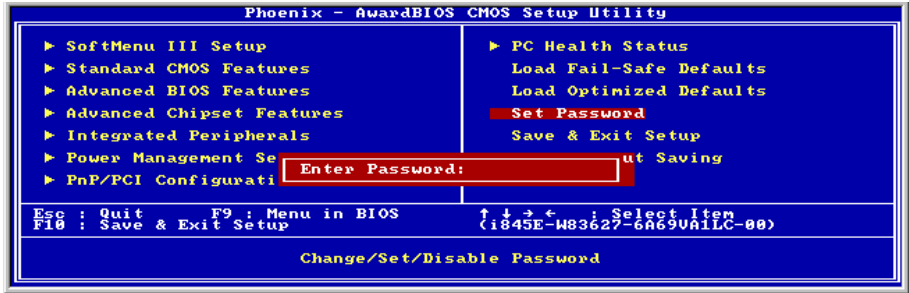 Phoenix - AwardBIOS CMOS Setup Utility
SoftMenu III Setup
Standard CMOS Features
Advanced BIOS Features
Advanced Chipset Features
Integrated Peripherals
Power Management Se
PnP/PCI Configurati
PC Health Status
Load Fail-Safe Defaults
Load Optimized Defaults
Set Password
Save & Exit Setup
ut Saving
Enter Password:
Esc : Quit F9 : Menu in BIOS ↑ ↓ → ← : Select Item
F10 : Save & Exit Setup (i845E-W83627-6A69VA1LC-00)
Change/Set/Disable Password